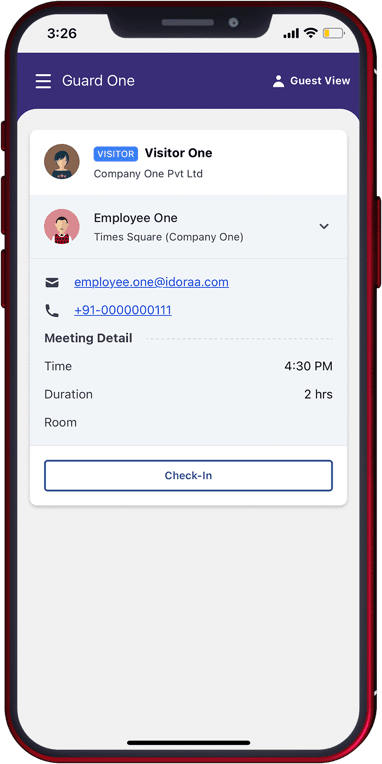 3:26
Guard One
Guest View
VISITOR Visitor One
Company One Pvt Ltd
Employee One
Times Square (Company One)
employee.one@idoraa.com
+91-0000000111
Meeting Detail
Time 4:30 PM
Duration 2 hrs
Room
Check-In